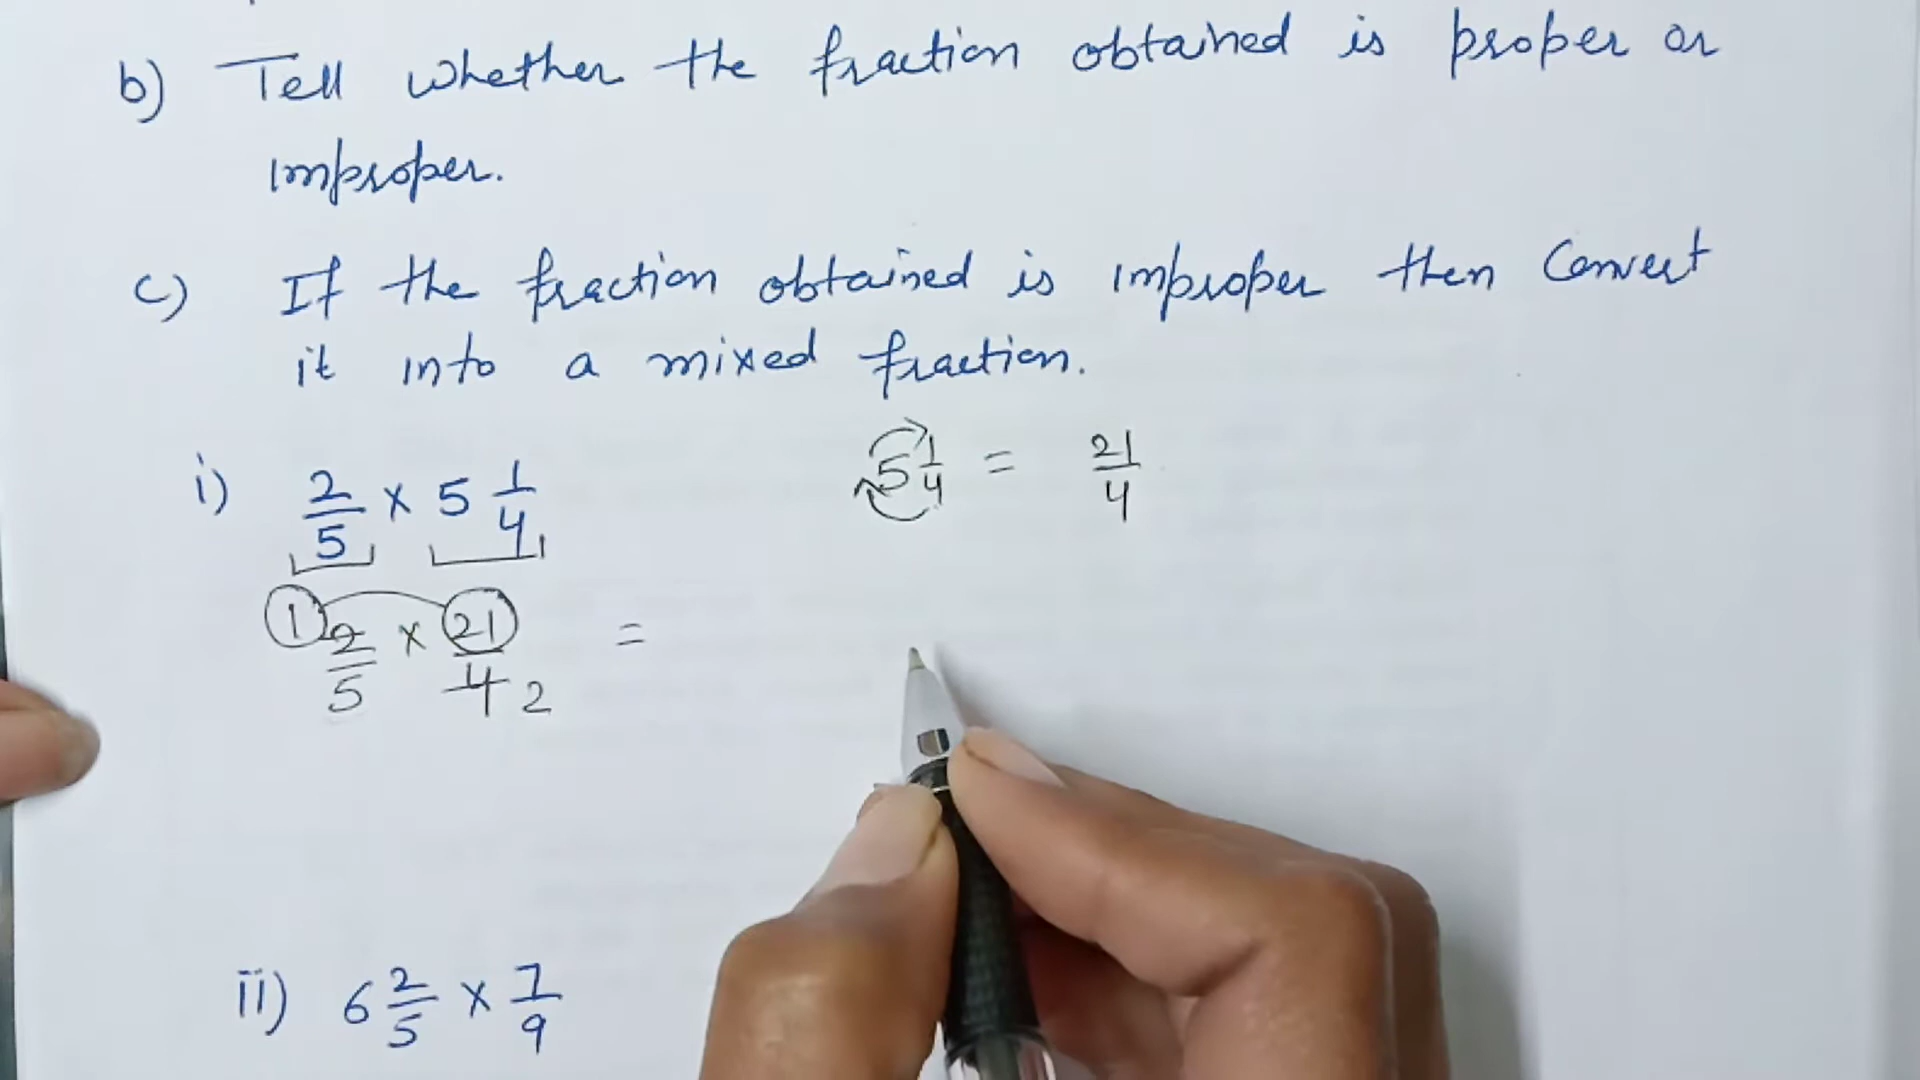 b) Tell whether the fraction obtained is proper or
improper.
c) If the fraction obtained is improper then Convert
it into a mixed fraction.
5 1/4 = 21/4
i) 2/5 × 5 1/4
1 2/5 × 21/4 2 =
ii) 6 2/5 × 7/9